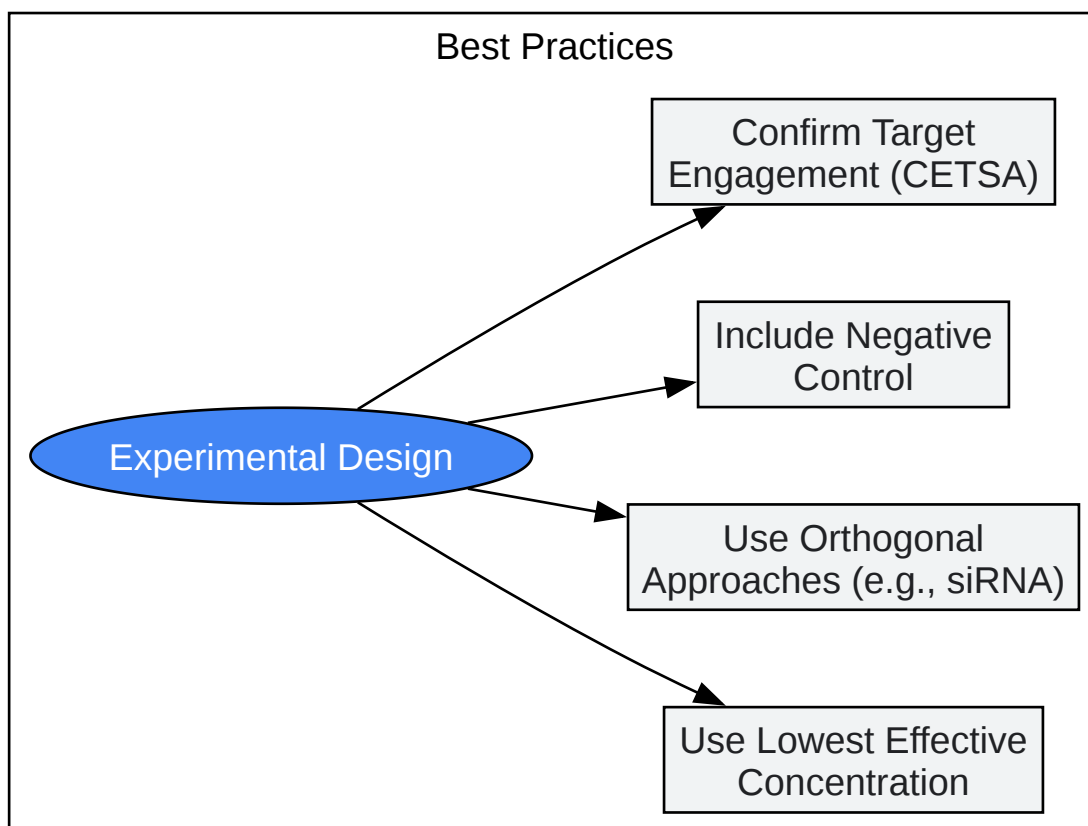 Best Practices
Confirm Target
Engagement (CETSA)
Include Negative
Control
Experimental Design
Use Orthogonal
Approaches (e.g., siRNA)
Use Lowest Effective
Concentration